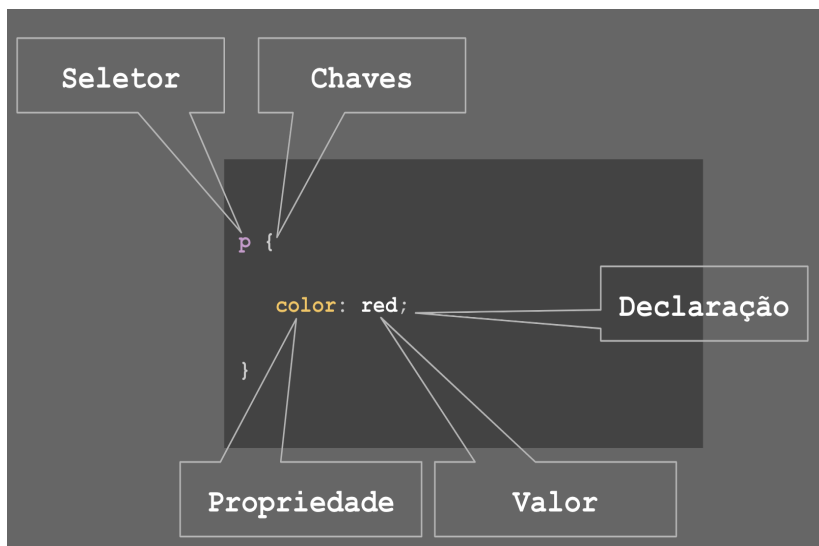 Seletor
Chaves
p {
color: red;
Declaração
}
Propriedade
Valor